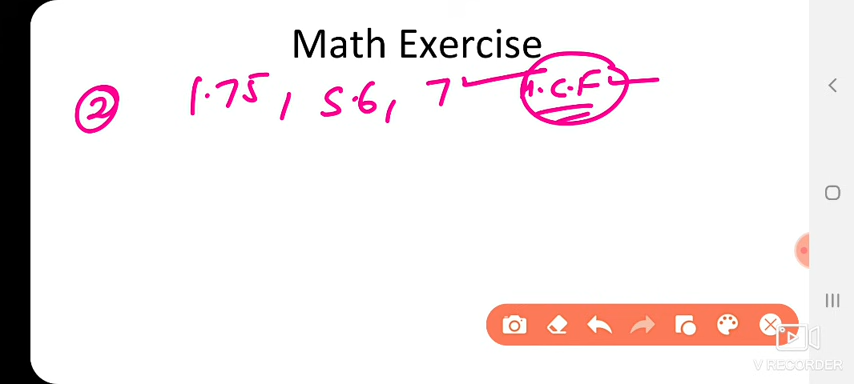 Math Exercise
② 1.75, 5.6, 7 H.C.F
V RECORDER